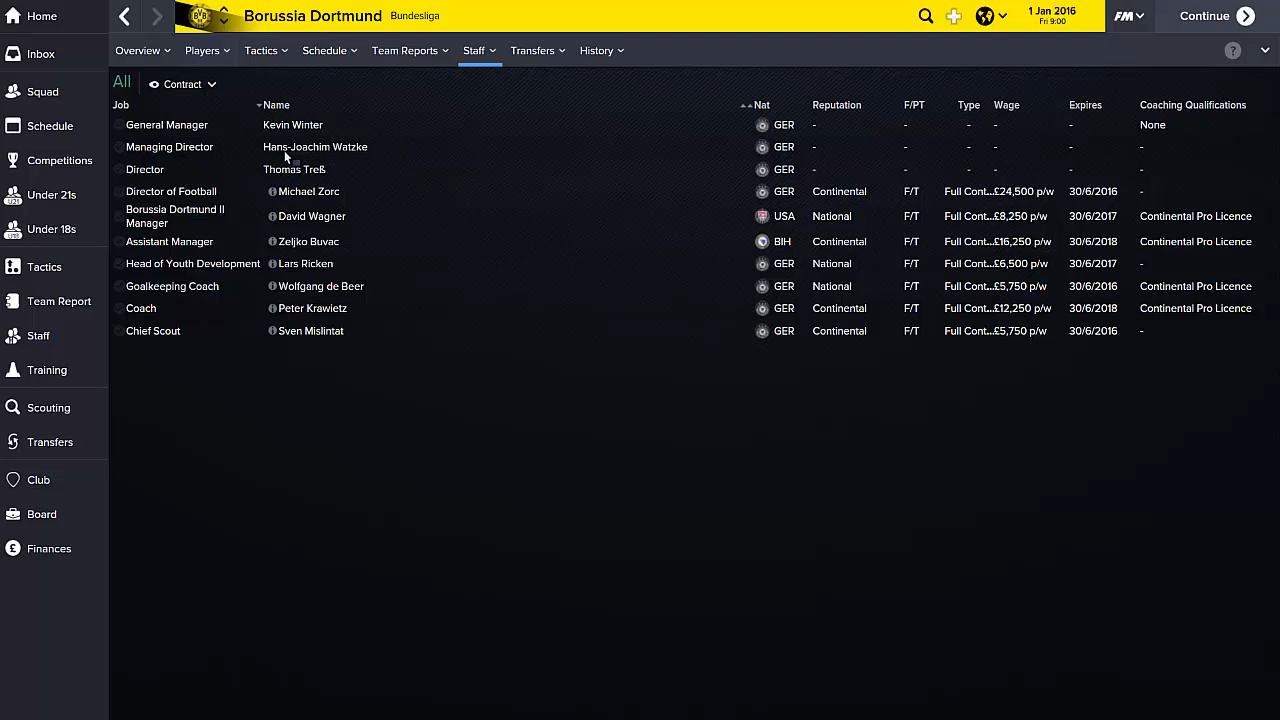 Home
Borussia Dortmund Bundesliga 1 Jan 2016 Fri 9:00 FM Continue
Inbox
Overview Players Tactics Schedule Team Reports Staff Transfers History ?
All Contract
Squad
Job Name Nat Reputation F/PT Type Wage Expires Coaching Qualifications
Schedule
General Manager Kevin Winter GER - - - - - None
Managing Director Hans-Joachim Watzke GER - - - - - -
Competitions
Director Thomas Treß GER - - - - - -
Director of Football Michael Zorc GER Continental F/T Full Cont...£24,500 p/w 30/6/2016 -
Under 21s
Borussia Dortmund II
Manager David Wagner USA National F/T Full Cont...£8,250 p/w 30/6/2017 Continental Pro Licence
Under 18s
Assistant Manager Zeljko Buvac BIH Continental F/T Full Cont...£16,250 p/w 30/6/2018 Continental Pro Licence
Head of Youth Development Lars Ricken GER National F/T Full Cont...£6,500 p/w 30/6/2017 -
Tactics
Goalkeeping Coach Wolfgang de Beer GER National F/T Full Cont...£5,750 p/w 30/6/2016 Continental Pro Licence
Team Report
Coach Peter Krawietz GER Continental F/T Full Cont...£12,250 p/w 30/6/2018 Continental Pro Licence
Chief Scout Sven Mislintat GER Continental F/T Full Cont...£5,750 p/w 30/6/2016 -
Staff
Training
Scouting
Transfers
Club
Board
Finances